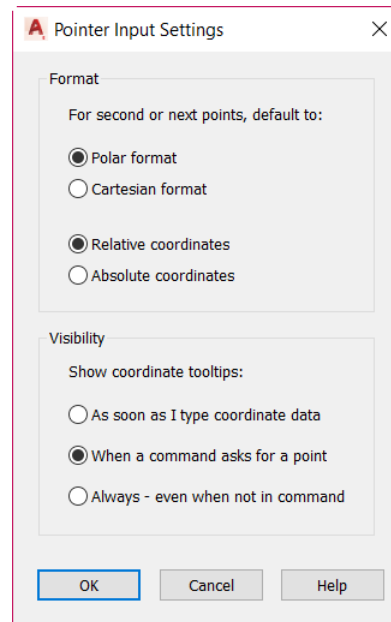 Pointer Input Settings
Format
For second or next points, default to:
Polar format
Cartesian format
Relative coordinates
Absolute coordinates
Visibility
Show coordinate tooltips:
As soon as I type coordinate data
When a command asks for a point
Always - even when not in command
OK Cancel Help